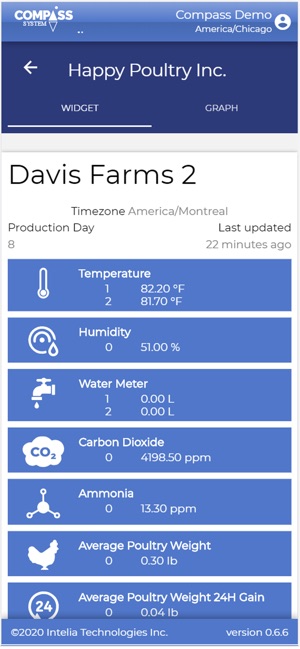 COMPASS
SYSTEM
Compass Demo
America/Chicago
Happy Poultry Inc.
WIDGET
GRAPH
Davis Farms 2
Timezone America/Montreal
Production Day
Last updated
8
22 minutes ago
Temperature
1 82.20 °F
2 81.70 °F
Humidity
0 51.00 %
Water Meter
1 0.00 L
2 0.00 L
CO2
Carbon Dioxide
0 4198.50 ppm
Ammonia
0 13.30 ppm
Average Poultry Weight
0 0.30 lb
24
Average Poultry Weight 24H Gain
0 0.04 lb
©2020 Intelia Technologies Inc.
version 0.6.6